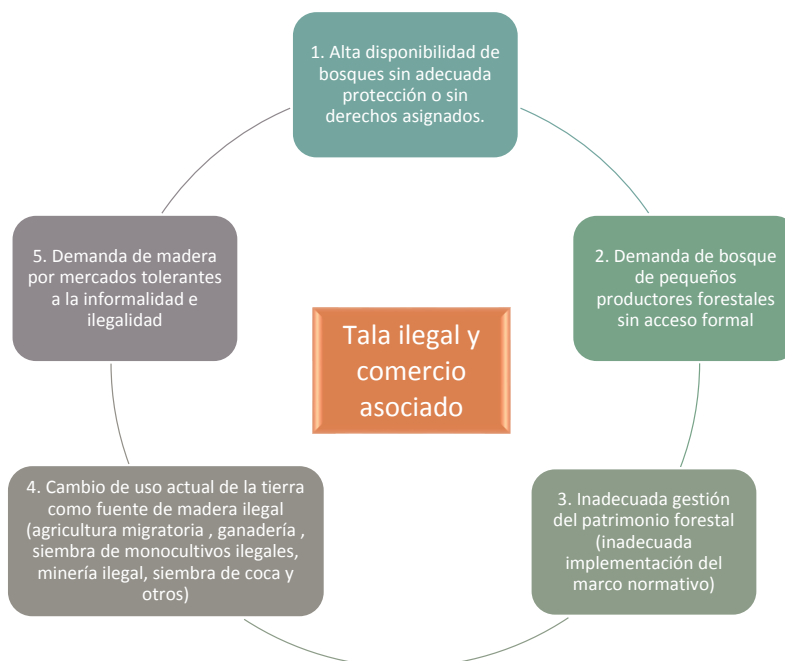 1. Alta disponibilidad de
bosques sin adecuada
protección o sin
derechos asignados.
2. Demanda de bosque
de pequeños
productores forestales
sin acceso formal
3. Inadecuada gestión
del patrimonio forestal
(inadecuada
implementación del
marco normativo)
4. Cambio de uso actual de la tierra
como fuente de madera ilegal
(agricultura migratoria , ganadería ,
siembra de monocultivos ilegales,
minería ilegal, siembra de coca y
otros)
5. Demanda de madera
por mercados tolerantes
a la informalidad e
ilegalidad
Tala ilegal y
comercio
asociado